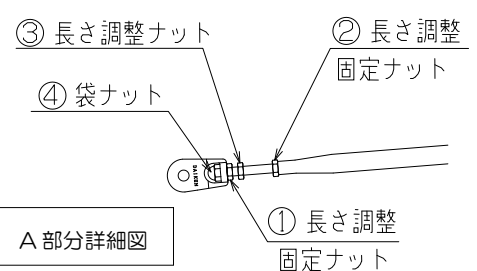 ③ 長さ調整ナット
② 長さ調整
固定ナット
④ 袋ナット
① 長さ調整
固定ナット
A部分詳細図